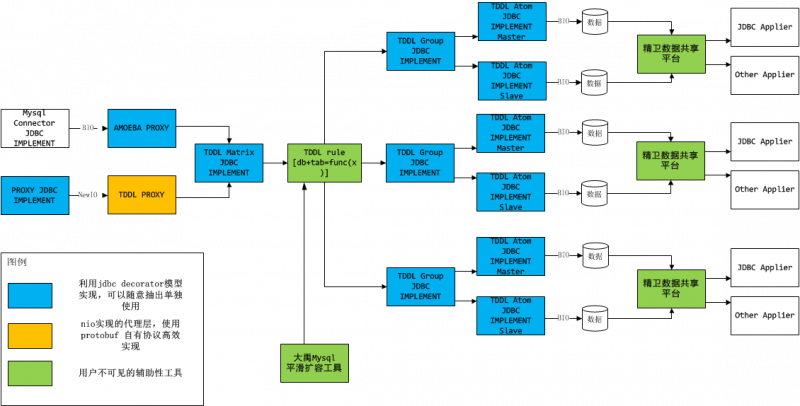 Mysql
Connector
JDBC
IMPLEMENT
BIO
AMOEBA PROXY
PROXY JDBC
IMPLEMENT
NewIO
TDDL PROXY
TDDL Matrix
JDBC
IMPLEMENT
TDDL rule
[db+tab=func(x
)]
大禹Mysql
平滑扩容工具
TDDL Group
JDBC
IMPLEMENT
TDDL Atom
JDBC
IMPLEMENT
Master
BIO
数据
TDDL Atom
JDBC
IMPLEMENT
Slave
BIO
数据
精卫数据共享
平台
JDBC Applier
Other Applier
TDDL Group
JDBC
IMPLEMENT
TDDL Atom
JDBC
IMPLEMENT
Master
BIO
数据
TDDL Atom
JDBC
IMPLEMENT
Slave
BIO
数据
精卫数据共享
平台
JDBC Applier
Other Applier
TDDL Group
JDBC
IMPLEMENT
TDDL Atom
JDBC
IMPLEMENT
Master
BIO
数据
TDDL Atom
JDBC
IMPLEMENT
Slave
BIO
数据
精卫数据共享
平台
JDBC Applier
Other Applier
图例
利用jdbc decorator模型
实现，可以随意抽出单独
使用
nio实现的代理层，使用
protobuf 自有协议高效
实现
用户不可见的辅助性工具